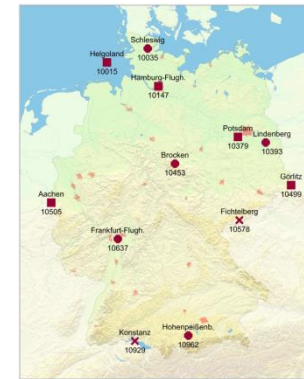 Schleswig
10035
Helgoland
10015
Hamburg-Flugh.
10147
Potsdam
10379
Lindenberg
10393
Brocken
10453
Görlitz
10499
Aachen
10505
Fichtelberg
10578
Frankfurt-Flugh.
10637
Konstanz
10929
Hohenpeißenb.
10962